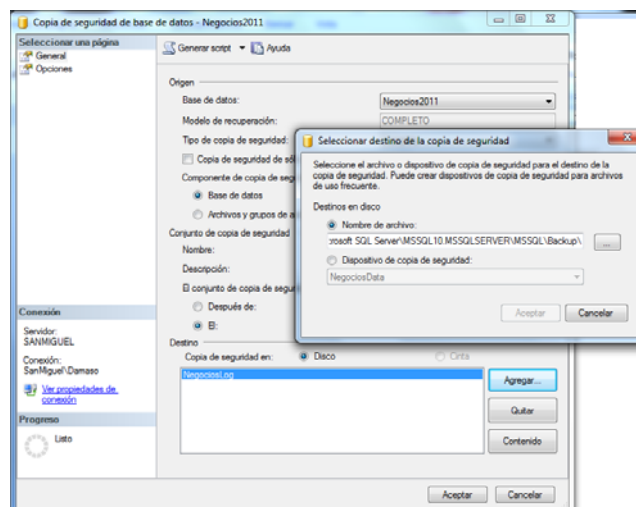 Copia de seguridad de base de datos - Negocios2011
Seleccionar una página
General
Opciones
Generar script
Ayuda
Origen
Base de datos:
Negocios2011
Modelo de recuperación:
COMPLETO
Tipo de copia de seguridad:
Copia de seguridad de só
Componente de copia de seg
Base de datos
Archivos y grupos de a
Conjunto de copia de seguridad
Nombre:
Descripción:
El conjunto de copia de segu
Después de:
El:
Destino
Copia de seguridad en:
Disco
Cinta
NegociosLog
Agregar...
Quitar
Contenido
Conexión
Servidor:
SANMIGUEL
Conexión:
SanMiguel\Damaso
Ver propiedades de
conexión
Progreso
Listo
Aceptar
Cancelar
Seleccionar destino de la copia de seguridad
Seleccione el archivo o dispositivo de copia de seguridad para el destino de la
copia de seguridad. Puede crear dispositivos de copia de seguridad para archivos
de uso frecuente.
Destinos en disco
Nombre de archivo:
rosoft SQL Server\MSSQL10.MSSQLSERVER\MSSQL\Backup\
...
Dispositivo de copia de seguridad:
NegociosData
Aceptar
Cancelar